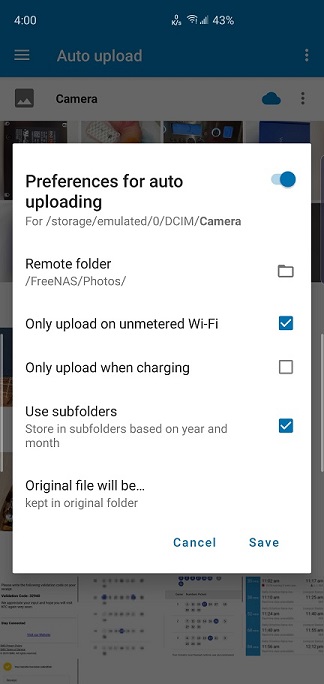 4:00
0
K/s
43%
Auto upload
Camera
Preferences for auto
uploading
For /storage/emulated/0/DCIM/Camera
Remote folder
/FreeNAS/Photos/
Only upload on unmetered Wi-Fi
Only upload when charging
Use subfolders
Store in subfolders based on year and
month
Original file will be...
kept in original folder
Cancel
Save